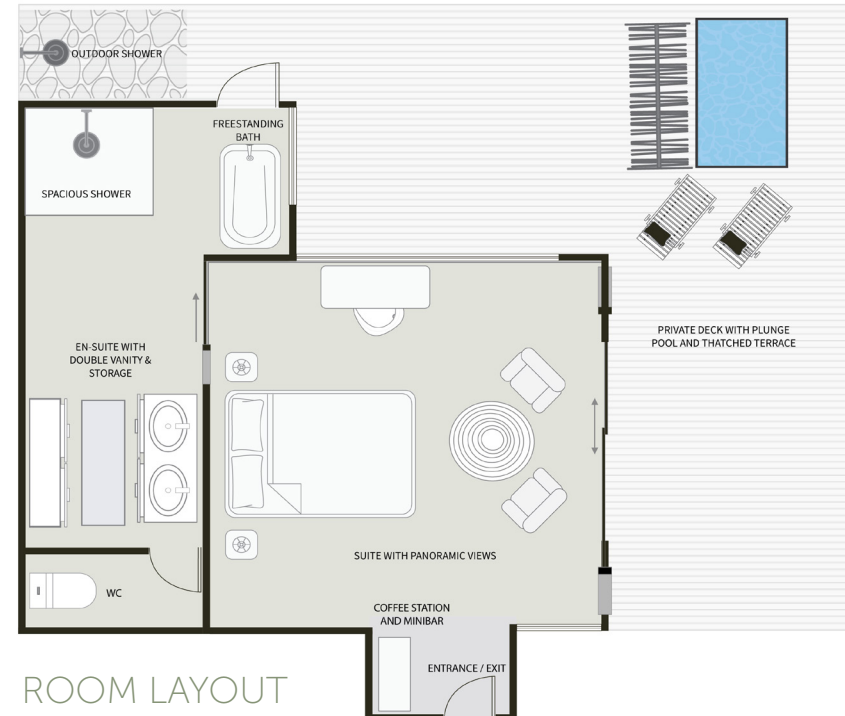 OUTDOOR SHOWER
FREESTANDING
BATH
SPACIOUS SHOWER
EN-SUITE WITH
DOUBLE VANITY &
STORAGE
PRIVATE DECK WITH PLUNGE
POOL AND THATCHED TERRACE
SUITE WITH PANORAMIC VIEWS
WC
COFFEE STATION
AND MINIBAR
ENTRANCE / EXIT
ROOM LAYOUT